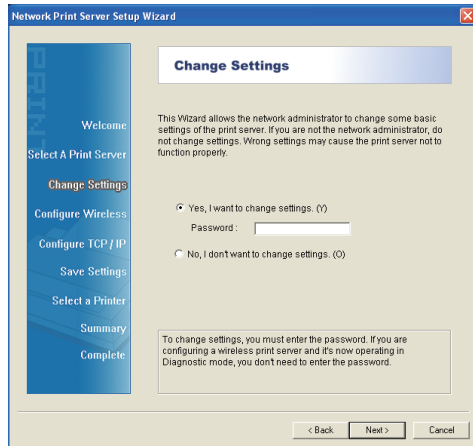 Network Print Server Setup Wizard
PRINT
Welcome
Select A Print Server
Change Settings
Configure Wireless
Configure TCP / IP
Save Settings
Select a Printer
Summary
Complete
Change Settings
This Wizard allows the network administrator to change some basic
settings of the print server. If you are not the network administrator, do
not change settings. Wrong settings may cause the print server not to
function properly.
Yes, I want to change settings. (Y)
Password :
No, I don't want to change settings. (O)
To change settings, you must enter the password. If you are
configuring a wireless print server and it's now operating in
Diagnostic mode, you don't need to enter the password.
< Back
Next >
Cancel